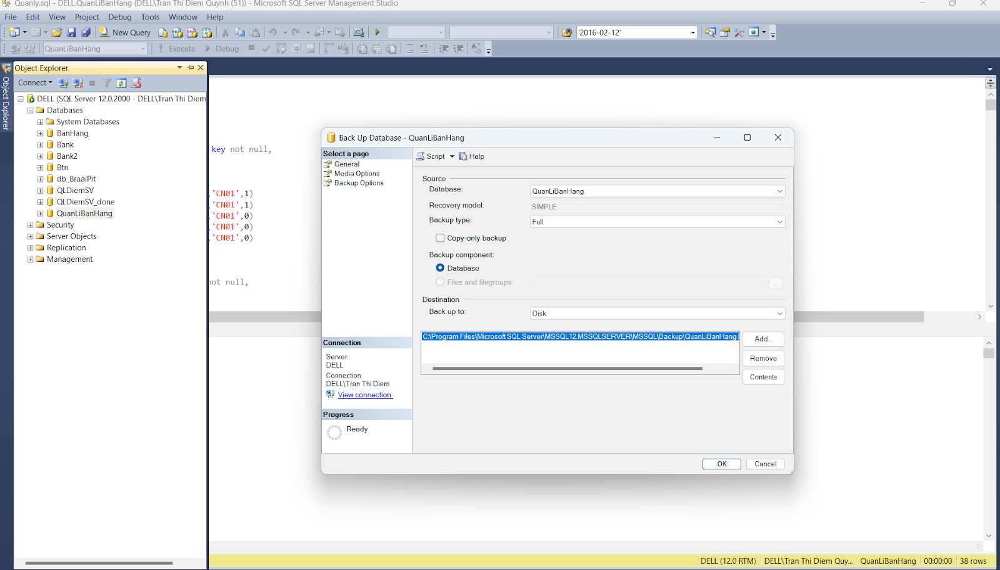 Quanly.sql - DELL.QuanLiBanHang (DELL\Tran Thi Diem Quynh (51)) - Microsoft SQL Server Management Studio
File Edit View Project Debug Tools Window Help
New Query
'2016-02-12'
QuanLiBanHang
Execute
Debug
Object Explorer
Object Explorer
Connect
DELL (SQL Server 12.0.2000 - DELL\Tran Thi Diem
Databases
System Databases
BanHang
Bank
Bank2
Btn
db_BraaiPit
QLDiemSV
QLDiemSV_done
QuanLiBanHang
Security
Server Objects
Replication
Management
key not null,
,'CN01',1)
,'CN01',1)
,'CN01',0)
,'CN01',0)
,'CN01',0)
not null,
Back Up Database - QuanLiBanHang
Select a page
General
Media Options
Backup Options
Connection
Server:
DELL
Connection:
DELL\Tran Thi Diem
View connection
Progress
Ready
Script
Help
Source
Database:
QuanLiBanHang
Recovery model:
SIMPLE
Backup type:
Full
Copy-only backup
Backup component:
Database
Files and filegroups:
...
Destination
Back up to:
Disk
C:\Program Files\Microsoft SQL Server\MSSQL12.MSSQLSERVER\MSSQL\Backup\QuanLiBanHang.
Add...
Remove
Contents
OK
Cancel
DELL (12.0 RTM)
DELL\Tran Thi Diem Quy...
QuanLiBanHang
00:00:00
38 rows